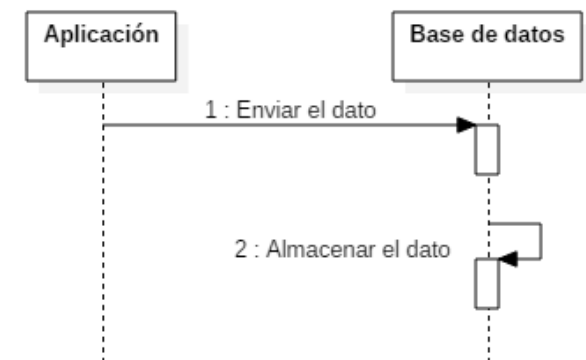 Aplicación
Base de datos
1 : Enviar el dato
2 : Almacenar el dato